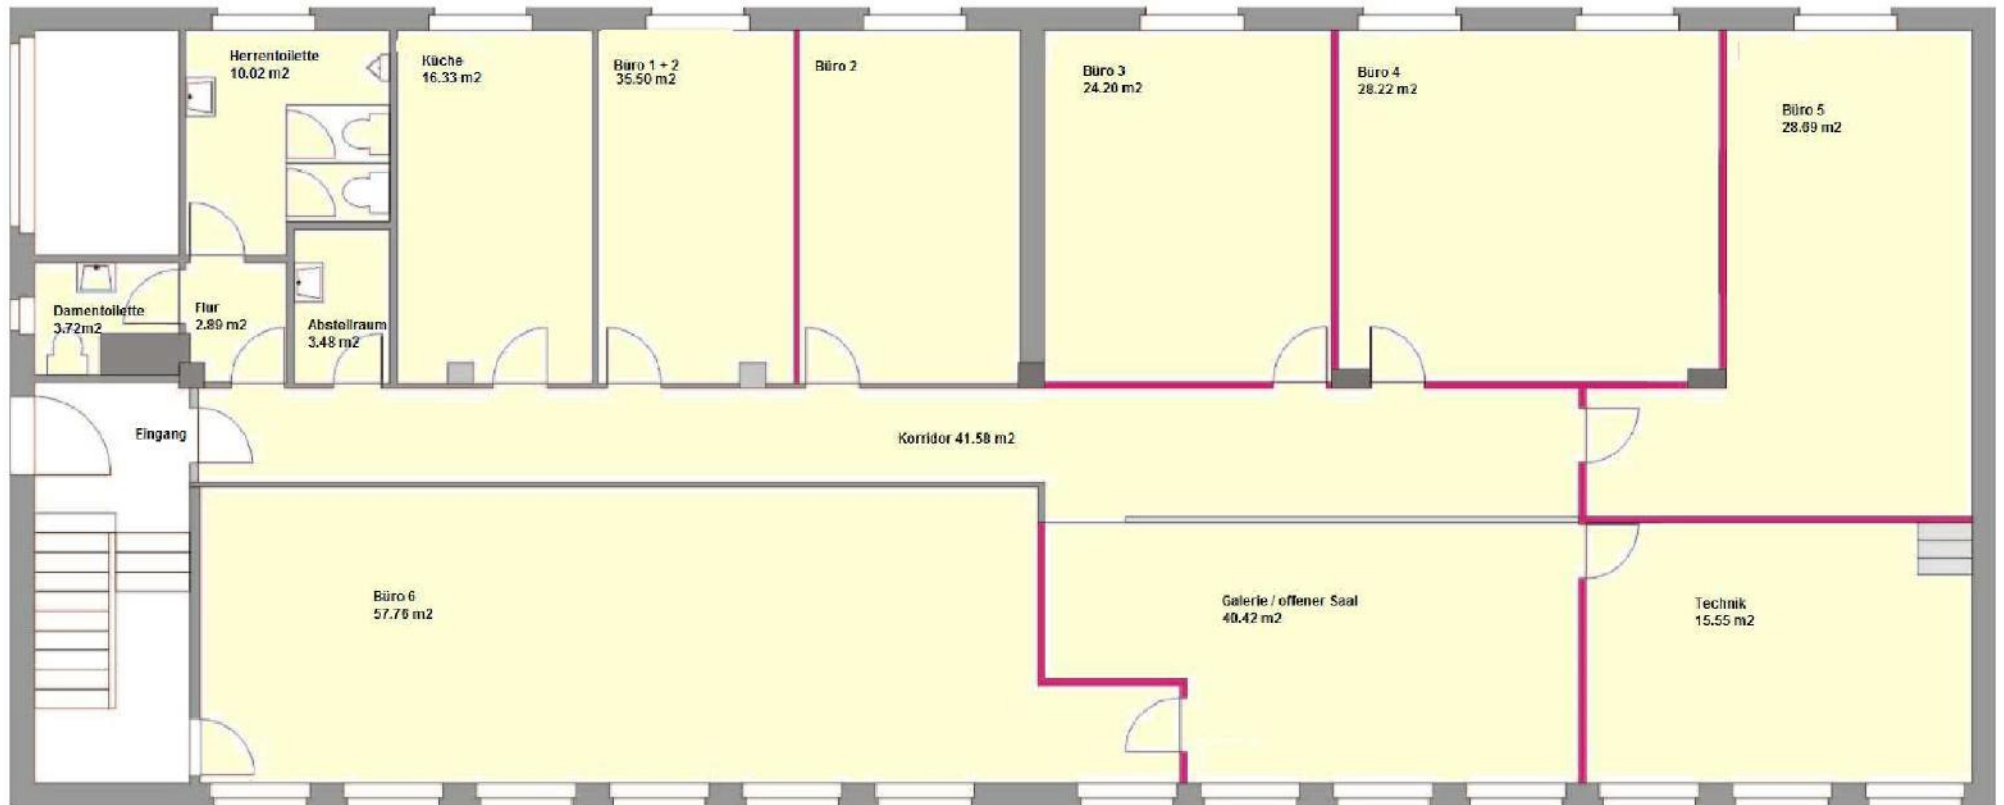 Herrentoilette
10.02 m2
Küche
16.33 m2
Büro 1 + 2
35.50 m2
Büro 2
Büro 3
24.20 m2
Büro 4
28.22 m2
Büro 5
28.69 m2
Damentoilette
3.72m2
Flur
2.89 m2
Abstellraum
3.48 m2
Eingang
Korridor 41.58 m2
Büro 6
57.76 m2
Galerie / offener Saal
40.42 m2
Technik
15.55 m2